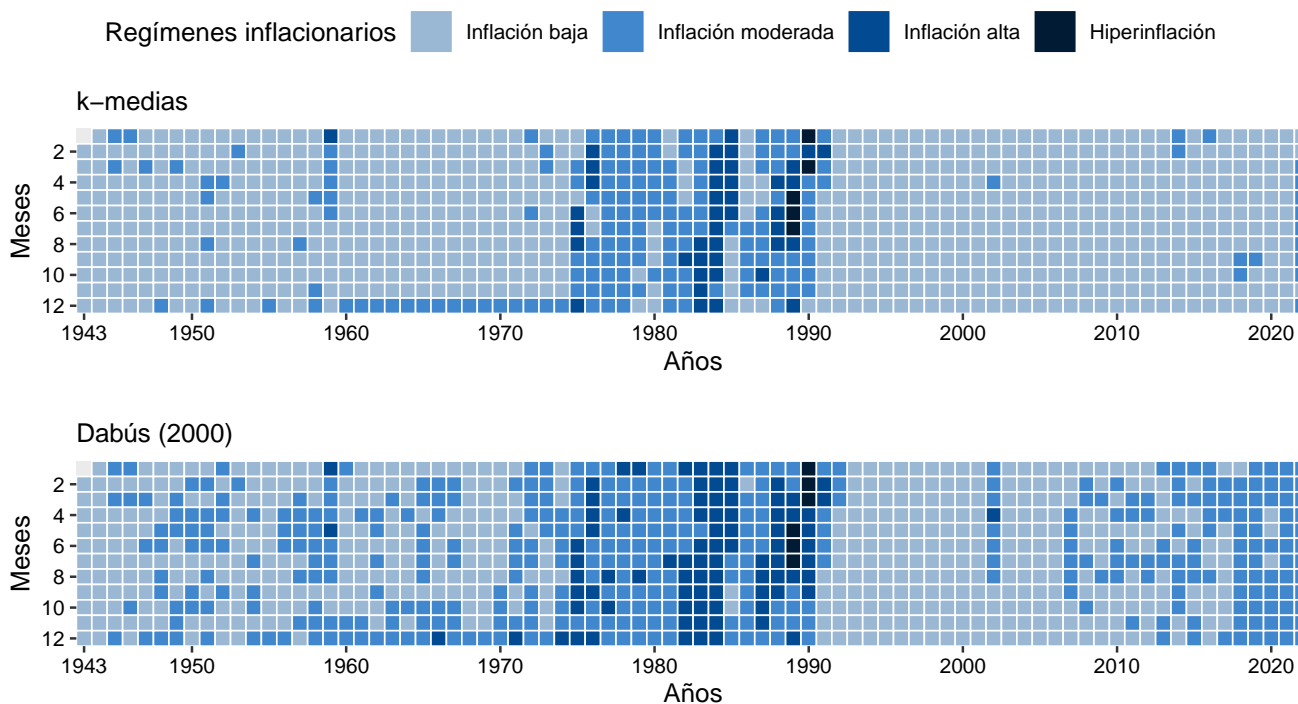 Regímenes inflacionarios Inflación baja Inflación moderada Inflación alta Hiperinflación
k−medias
Meses
2
4
6
8
10
12
1943 1950 1960 1970 1980 1990 2000 2010 2020
Años
Dabús (2000)
Meses
2
4
6
8
10
12
1943 1950 1960 1970 1980 1990 2000 2010 2020
Años